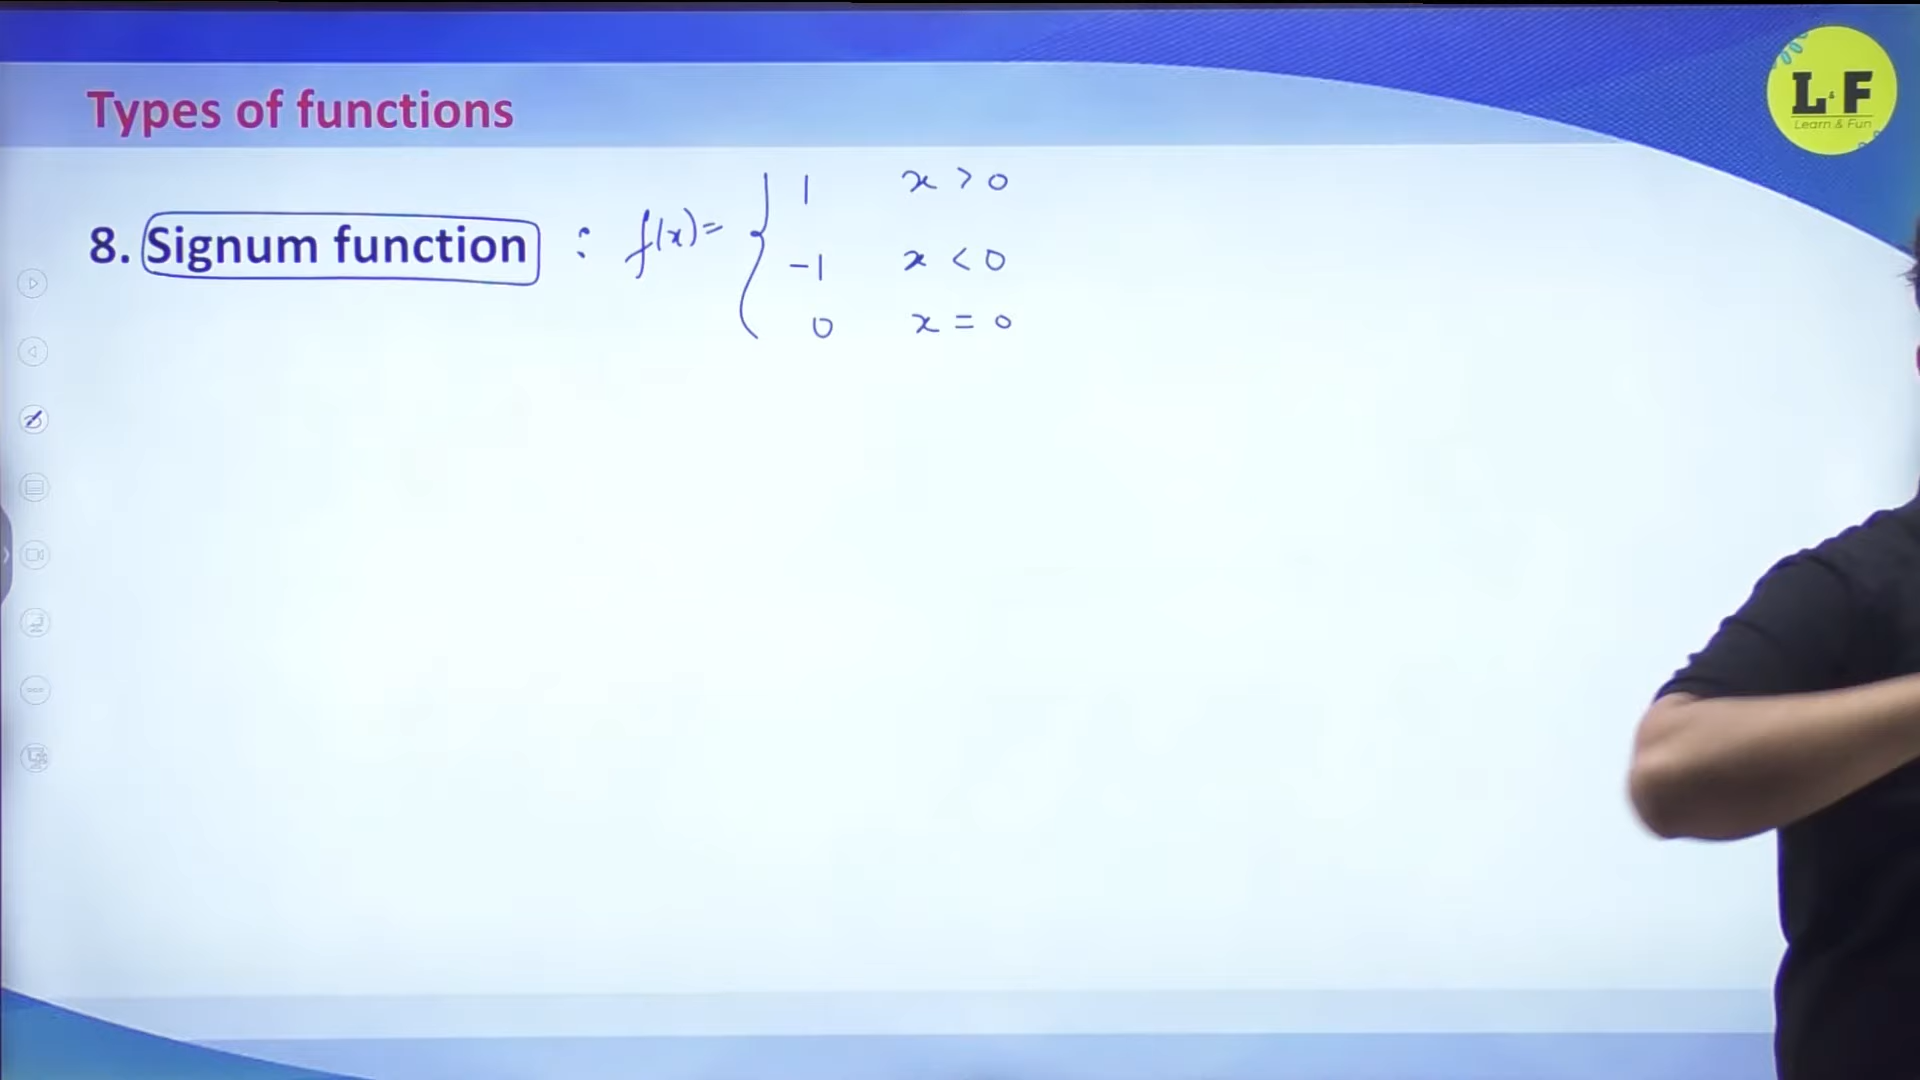 Types of functions
L&F
Learn & Fun
8. Signum function : f(x)= { 1 x > 0
-1 x < 0
0 x = 0